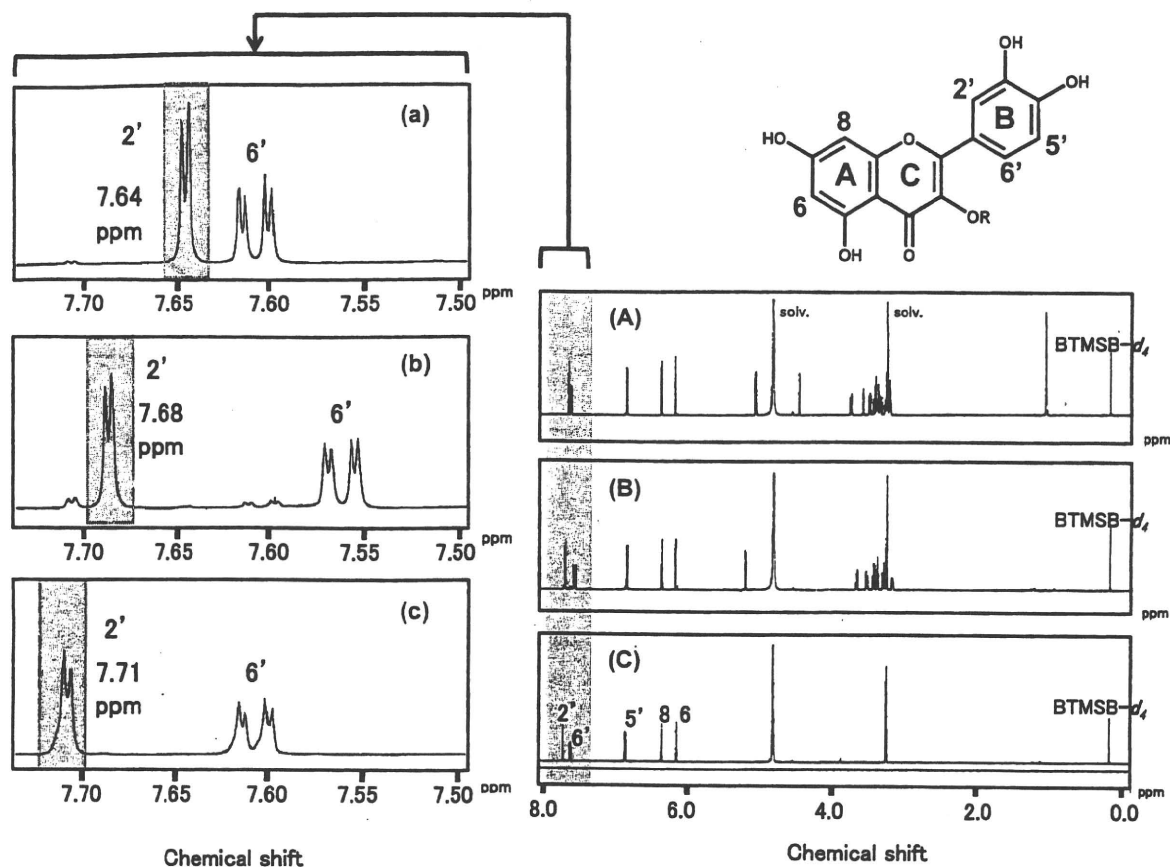 (a)
2'
7.64
ppm
6'
7.70 7.65 7.60 7.55 7.50 ppm
(b)
2'
7.68
ppm
6'
7.70 7.65 7.60 7.55 7.50 ppm
(c)
2'
7.71
ppm
6'
7.70 7.65 7.60 7.55 7.50 ppm
Chemical shift
OH
OH
2'
B
5'
6'
8
HO
O
A
C
6
OR
OH
O
(A)
solv.
solv.
BTMSB-d4
ppm
(B)
BTMSB-d4
ppm
(C)
2'
6'
5'
8 6
BTMSB-d4
8.0 6.0 4.0 2.0 0.0 ppm
Chemical shift